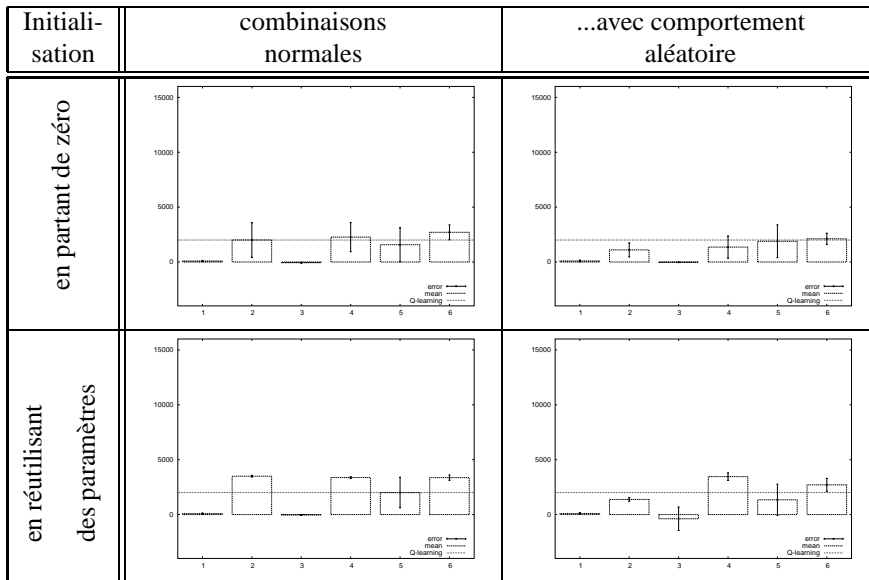 Initiali-
sation
combinaisons
normales
...avec comportement
aléatoire
en partant de zéro
15000
10000
5000
0
error
mean
Q-learning
1 2 3 4 5 6
15000
10000
5000
0
error
mean
Q-learning
1 2 3 4 5 6
en réutilisant
des paramètres
15000
10000
5000
0
error
mean
Q-learning
1 2 3 4 5 6
15000
10000
5000
0
error
mean
Q-learning
1 2 3 4 5 6